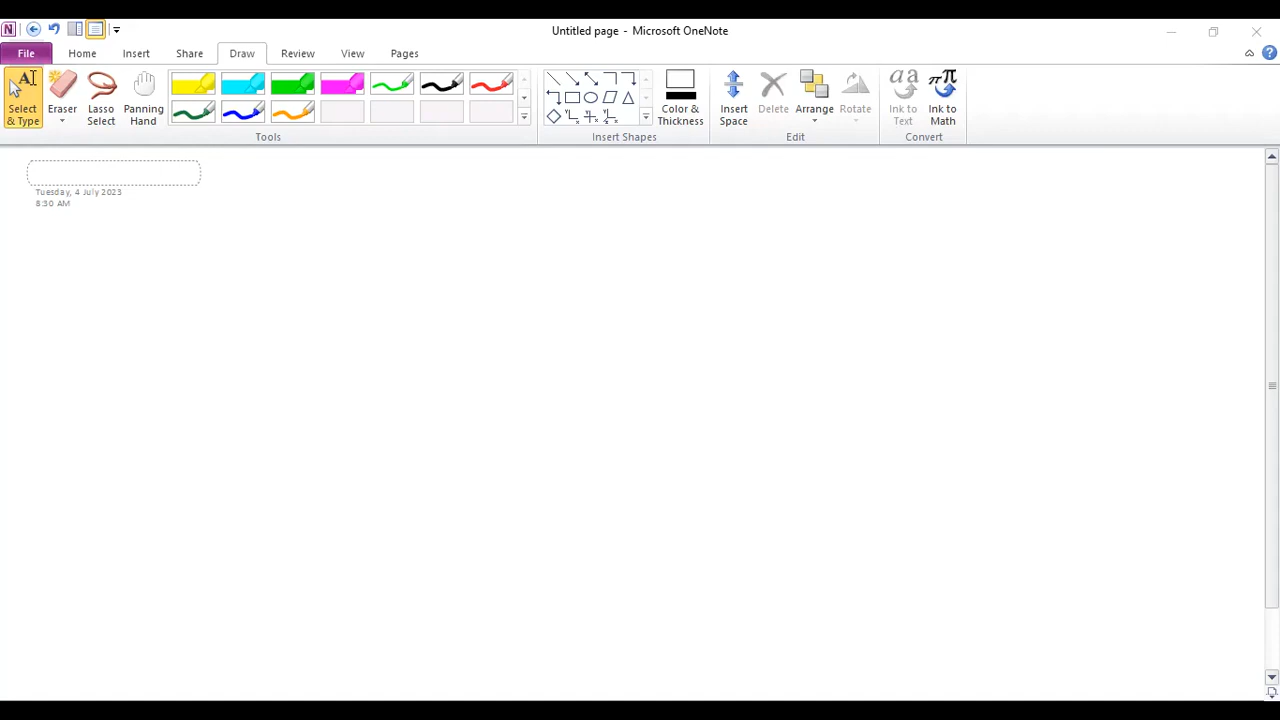 Untitled page - Microsoft OneNote
File Home Insert Share Draw Review View Pages
Select & Type
Eraser
Lasso Select
Panning Hand
Color & Thickness
Insert Space
Delete
Arrange
Rotate
Ink to Text
Ink to Math
Tools
Insert Shapes
Edit
Convert
Tuesday, 4 July 2023
8:30 AM